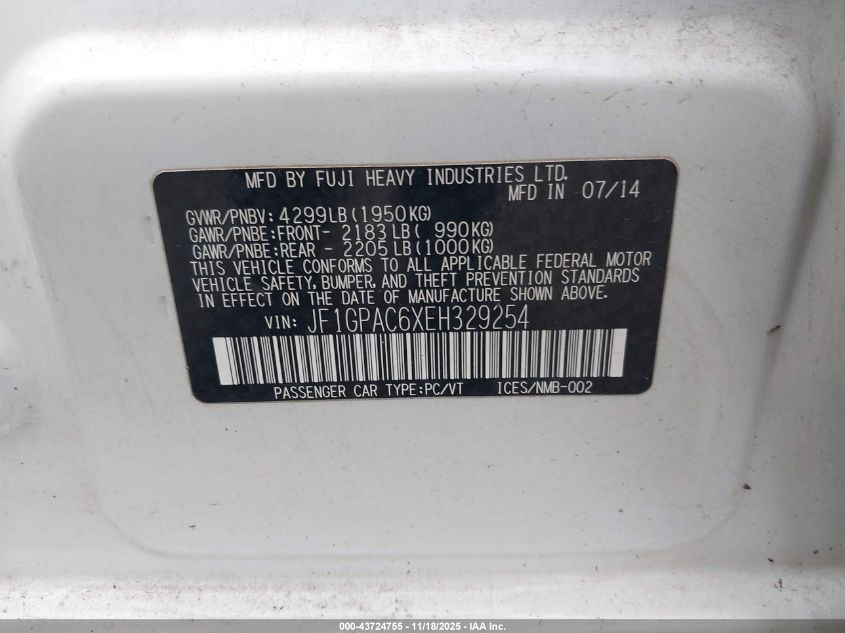 MFD BY FUJI HEAVY INDUSTRIES LTD.
MFD IN 07/14
GVWR/PNBV: 4299LB(1950KG)
GAWR/PNBE:FRONT- 2183LB( 990KG)
GAWR/PNBE:REAR - 2205LB(1000KG)
THIS VEHICLE CONFORMS TO ALL APPLICABLE FEDERAL MOTOR
VEHICLE SAFETY, BUMPER, AND THEFT PREVENTION STANDARDS
IN EFFECT ON THE DATE OF MANUFACTURE SHOWN ABOVE.
VIN: JF1GPAC6XEH329254
PASSENGER CAR TYPE:PC/VT ICES/NMB-002
000-43724755 - 11/18/2025 - IAA Inc.